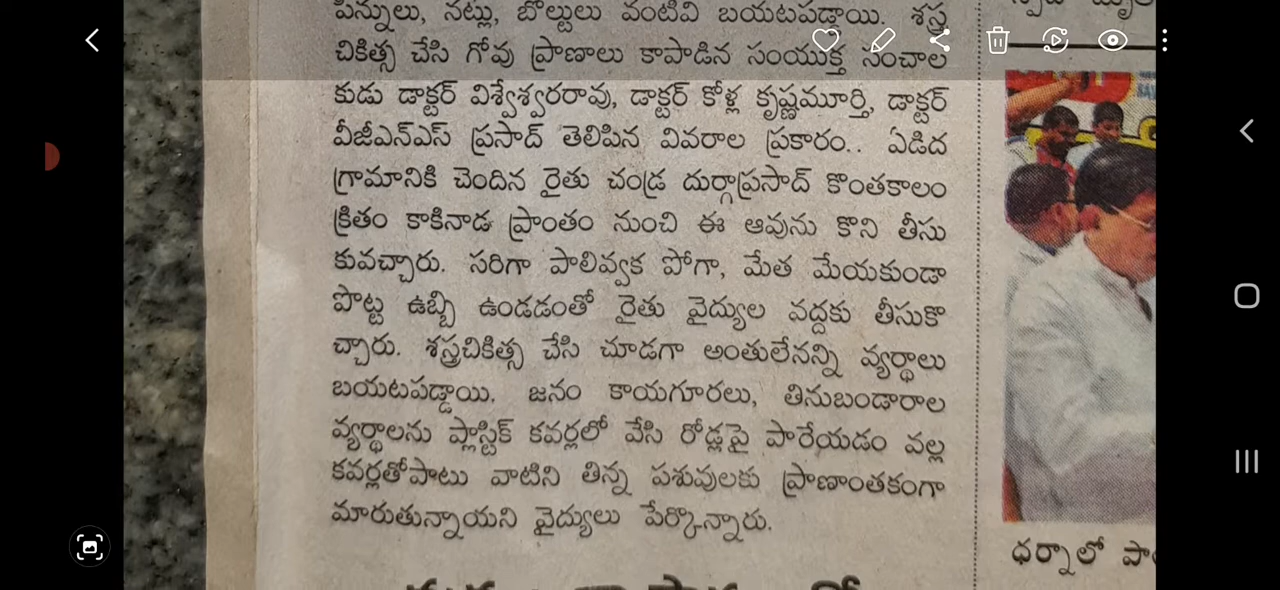 పిన్నులు, నట్లు, బోల్టులు వంటివి బయటపడ్డాయి. శస్త్ర
చికిత్స చేసి గోవు ప్రాణాలు కాపాడిన సంయుక్త సంచాల
కుడు డాక్టర్ విశ్వేశ్వరరావు, డాక్టర్ కోళ్ల కృష్ణమూర్తి, డాక్టర్
వీజీఎన్ఎస్ ప్రసాద్ తెలిపిన వివరాల ప్రకారం.. ఏడిద
గ్రామానికి చెందిన రైతు చంద్ర దుర్గాప్రసాద్ కొంతకాలం
క్రితం కాకినాడ ప్రాంతం నుంచి ఈ ఆవును కొని తీసు
కువచ్చారు. సరిగా పాలివ్వక పోగా, మేత మేయకుండా
పొట్ట ఉబ్బి ఉండడంతో రైతు వైద్యుల వద్దకు తీసుకొ
చ్చారు. శస్త్రచికిత్స చేసి చూడగా అంతులేనన్ని వ్యర్థాలు
బయటపడ్డాయి. జనం కాయగూరలు, తినుబండారాల
వ్యర్థాలను ప్లాస్టిక్ కవర్లలో వేసి రోడ్లపై పారేయడం వల్ల
కవర్లతోపాటు వాటిని తిన్న పశువులకు ప్రాణాంతకంగా
మారుతున్నాయని వైద్యులు పేర్కొన్నారు.
ధర్నాలో